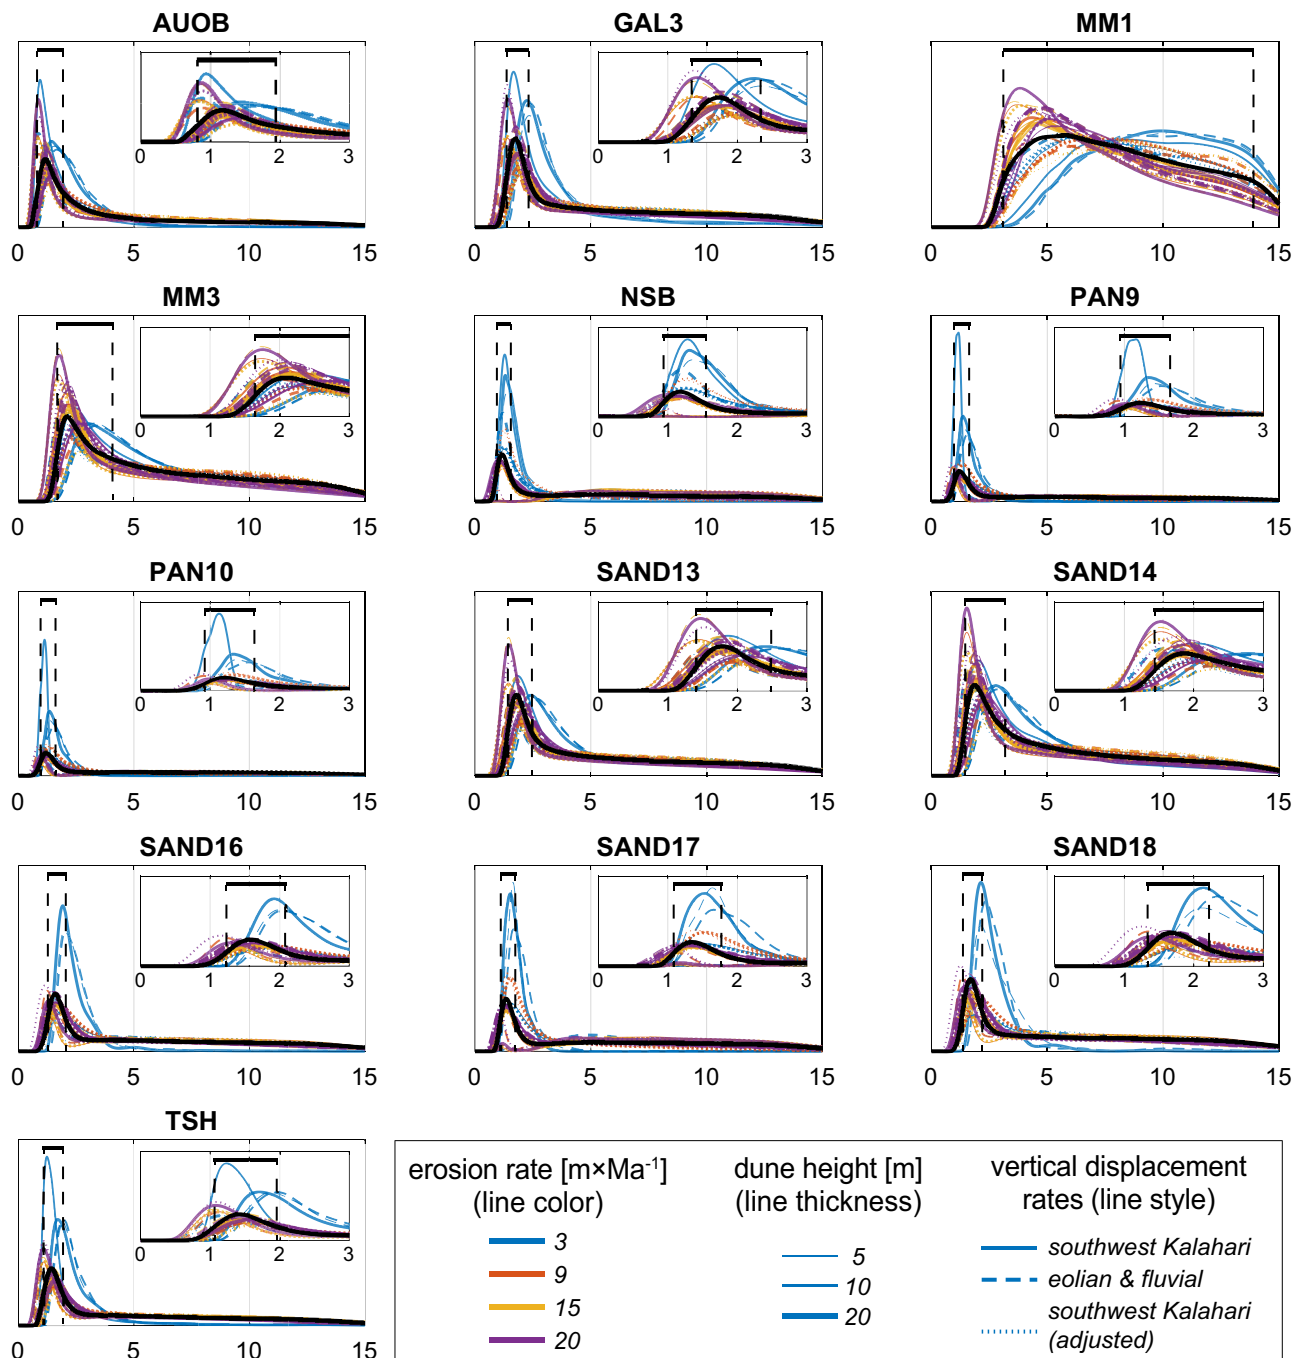 AUOB
GAL3
MM1
0 1 2 3
0 1 2 3
0 5 10 15
0 5 10 15
0 5 10 15
MM3
NSB
PAN9
0 1 2 3
0 1 2 3
0 1 2 3
0 5 10 15
0 5 10 15
0 5 10 15
PAN10
SAND13
SAND14
0 1 2 3
0 1 2 3
0 1 2 3
0 5 10 15
0 5 10 15
0 5 10 15
SAND16
SAND17
SAND18
0 1 2 3
0 1 2 3
0 1 2 3
0 5 10 15
0 5 10 15
0 5 10 15
TSH
0 1 2 3
0 5 10 15
erosion rate [m×Ma⁻¹]
(line color)
3
9
15
20
dune height [m]
(line thickness)
5
10
20
vertical displacement
rates (line style)
southwest Kalahari
eolian & fluvial
southwest Kalahari
(adjusted)